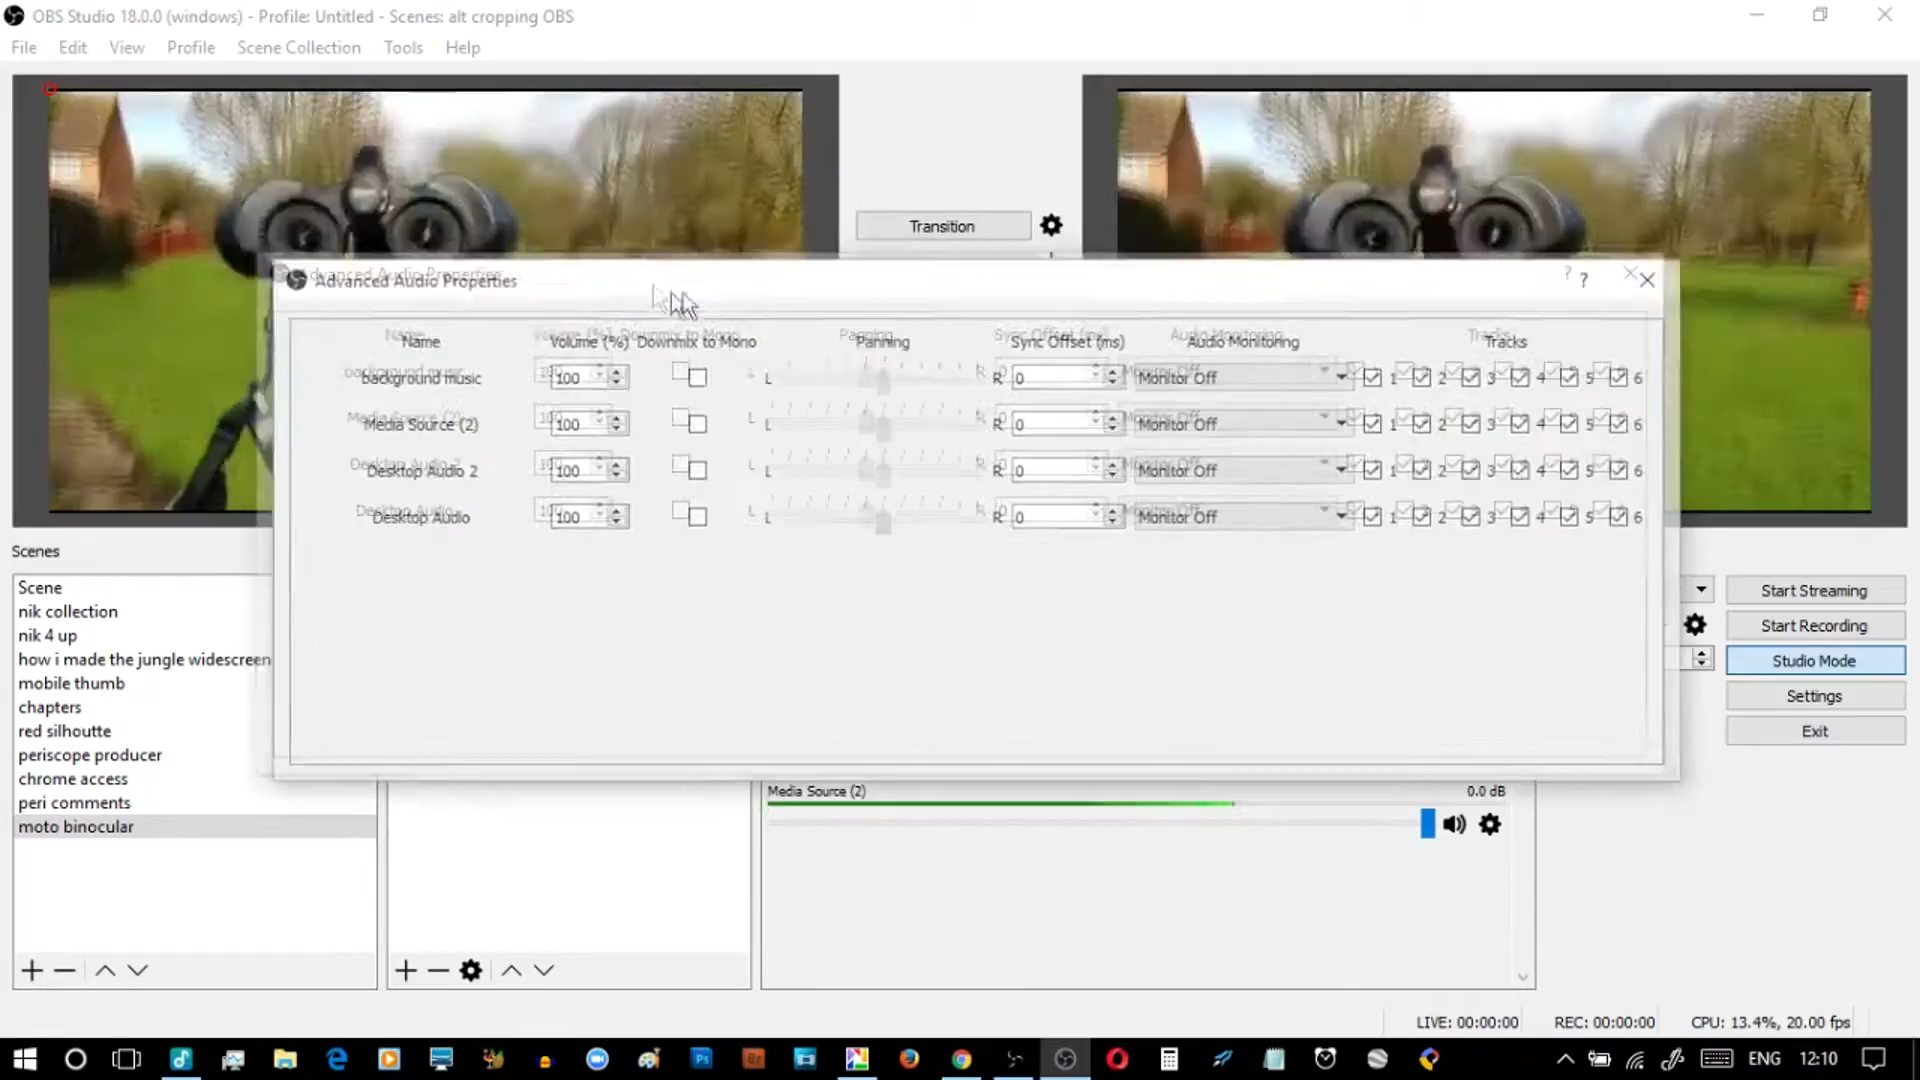 OBS Studio 18.0.0 (windows) - Profile: Untitled - Scenes: alt cropping OBS
File Edit View Profile Scene Collection Tools Help
Transition
Advanced Audio Properties
Name Volume (%) Downmix to Mono Panning Sync Offset (ms) Audio Monitoring Tracks
background music 100 L R 0 Monitor Off 1 2 3 4 5 6
Media Source (2) 100 L R 0 Monitor Off 1 2 3 4 5 6
Desktop Audio 2 100 L R 0 Monitor Off 1 2 3 4 5 6
Desktop Audio 100 L R 0 Monitor Off 1 2 3 4 5 6
Scenes
Scene
nik collection
nik 4 up
how i made the jungle widescreen
mobile thumb
chapters
red silhoutte
periscope producer
chrome access
peri comments
moto binocular
Media Source (2) 0.0 dB
Start Streaming
Start Recording
Studio Mode
Settings
Exit
LIVE: 00:00:00 REC: 00:00:00 CPU: 13.4%, 20.00 fps
Ps Br ENG 12:10